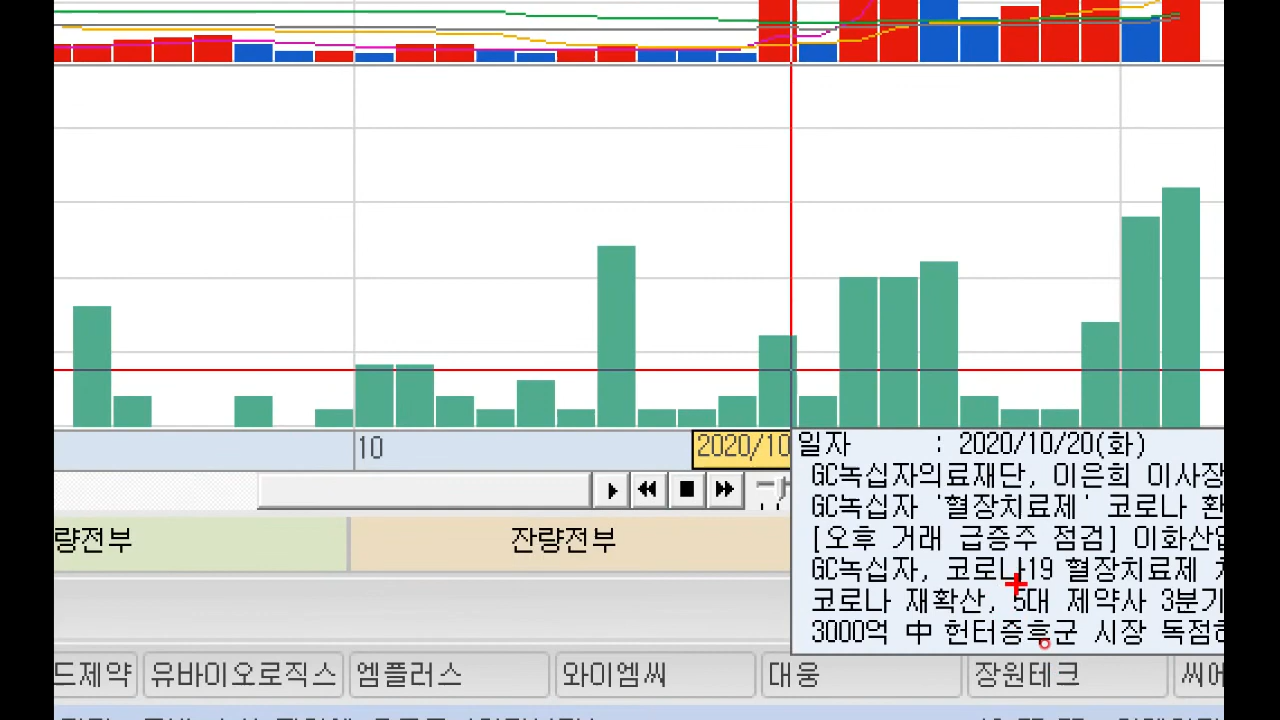 10
2020/10
일자 : 2020/10/20(화)
GC녹십자의료재단, 이은희 이사장
GC녹십자 '혈장치료제' 코로나 환
[오후 거래 급증주 점검] 이화산업
GC녹십자, 코로나19 혈장치료제
코로나 재확산, 5대 제약사 3분기
3000억 中 헌터증후군 시장 독점
량전부 잔량전부
드제약 유바이오로직스 엠플러스 와이엠씨 대웅 장원테크 씨에